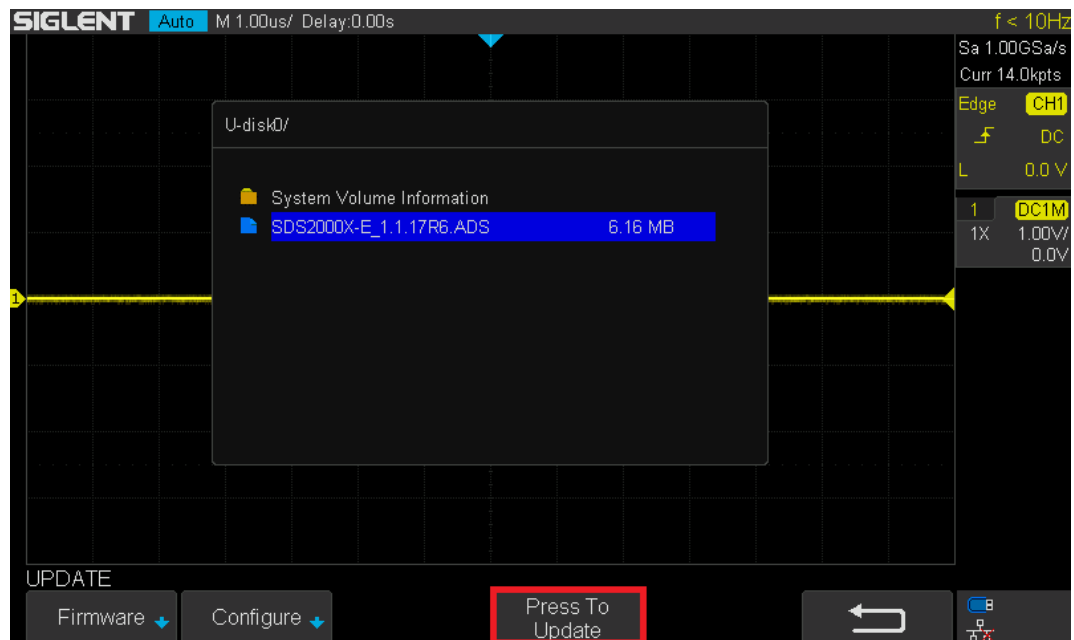 SIGLENT Auto M 1.00us/ Delay:0.00s f < 10Hz
Sa 1.00GSa/s
Curr 14.0kpts
Edge CH1
DC
L 0.0 V
1 DC1M
1X 1.00V/
0.0V
U-disk0/
System Volume Information
SDS2000X-E_1.1.17R6.ADS 6.16 MB
1
UPDATE
Firmware
Configure
Press To
Update